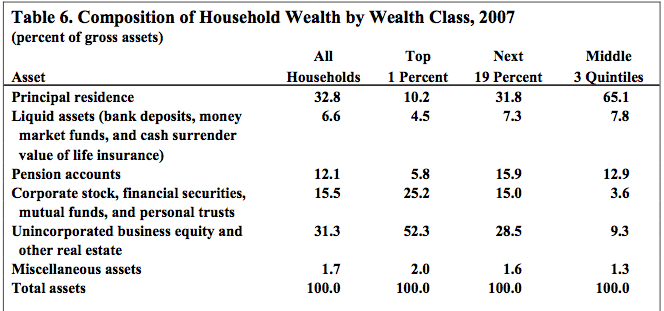 Table 6. Composition of Household Wealth by Wealth Class, 2007
(percent of gross assets)
All Top Next Middle
Asset Households 1 Percent 19 Percent 3 Quintiles
Principal residence 32.8 10.2 31.8 65.1
Liquid assets (bank deposits, money 6.6 4.5 7.3 7.8
market funds, and cash surrender
value of life insurance)
Pension accounts 12.1 5.8 15.9 12.9
Corporate stock, financial securities, 15.5 25.2 15.0 3.6
mutual funds, and personal trusts
Unincorporated business equity and 31.3 52.3 28.5 9.3
other real estate
Miscellaneous assets 1.7 2.0 1.6 1.3
Total assets 100.0 100.0 100.0 100.0